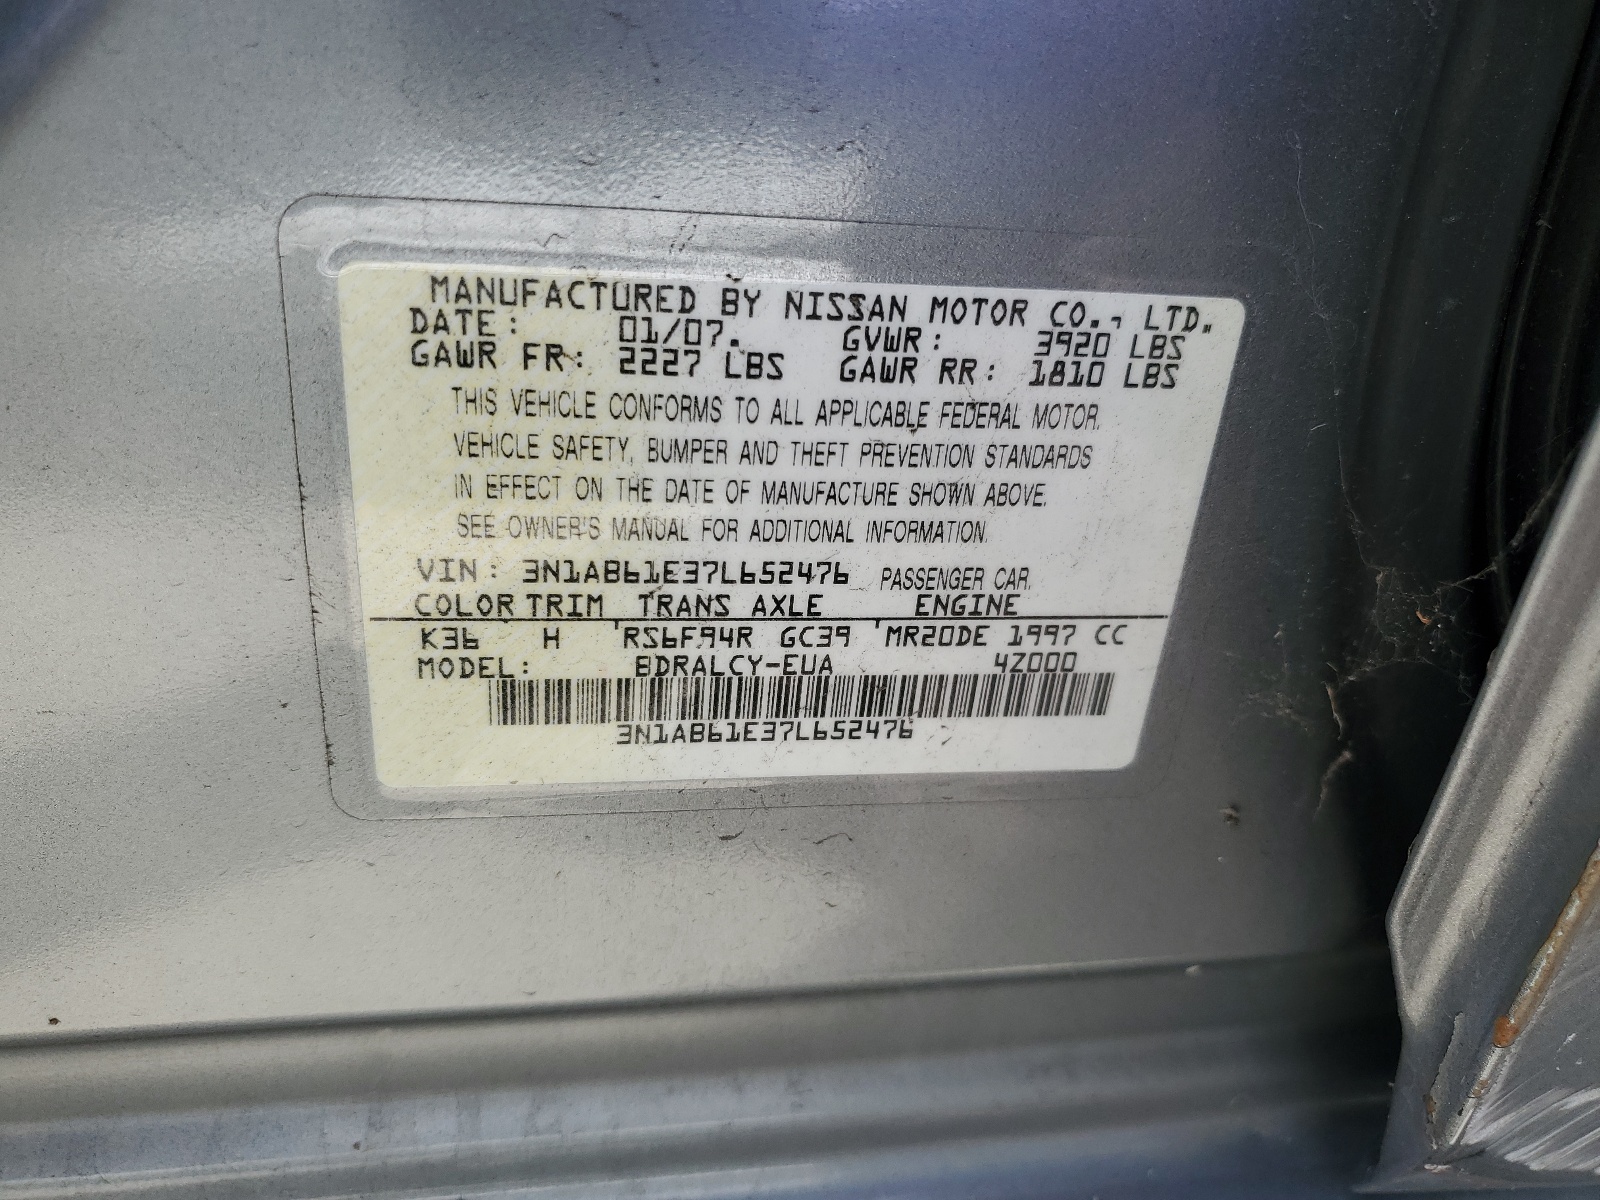 MANUFACTURED BY NISSAN MOTOR CO., LTD.
DATE: 01/07. GVWR: 3920 LBS
GAWR FR: 2227 LBS GAWR RR: 1810 LBS
THIS VEHICLE CONFORMS TO ALL APPLICABLE FEDERAL MOTOR
VEHICLE SAFETY, BUMPER AND THEFT PREVENTION STANDARDS
IN EFFECT ON THE DATE OF MANUFACTURE SHOWN ABOVE.
SEE OWNER'S MANUAL FOR ADDITIONAL INFORMATION.
VIN: 3N1AB61E37L652476 PASSENGER CAR.
COLOR TRIM TRANS AXLE ENGINE
K36 H RS6F94R GC39 MR20DE 1997 CC
MODEL: BDRALCY-EUA 4Z000
3N1AB61E37L652476